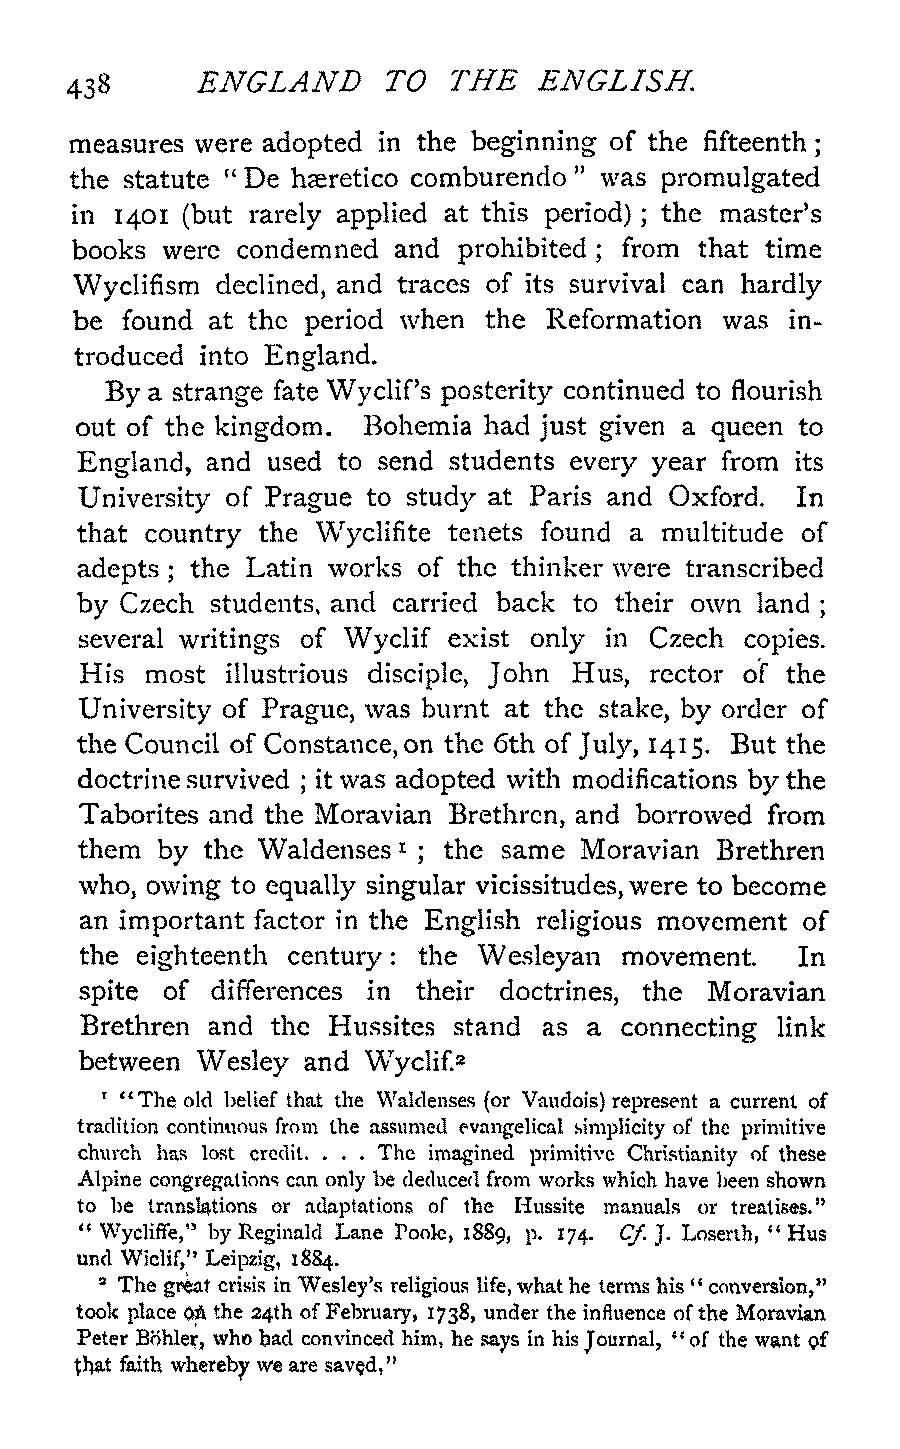 438 ENGLAND TO THE ENGLISH.
measures were adopted in the beginning of the fifteenth ;
the statute " De hæretico comburendo " was promulgated
in 1401 (but rarely applied at this period) ; the master's
books were condemned and prohibited ; from that time
Wyclifism declined, and traces of its survival can hardly
be found at the period when the Reformation was in-
troduced into England.
By a strange fate Wyclif's posterity continued to flourish
out of the kingdom. Bohemia had just given a queen to
England, and used to send students every year from its
University of Prague to study at Paris and Oxford. In
that country the Wyclifite tenets found a multitude of
adepts ; the Latin works of the thinker were transcribed
by Czech students, and carried back to their own land ;
several writings of Wyclif exist only in Czech copies.
His most illustrious disciple, John Hus, rector of the
University of Prague, was burnt at the stake, by order of
the Council of Constance, on the 6th of July, 1415. But the
doctrine survived ; it was adopted with modifications by the
Taborites and the Moravian Brethren, and borrowed from
them by the Waldenses ¹ ; the same Moravian Brethren
who, owing to equally singular vicissitudes, were to become
an important factor in the English religious movement of
the eighteenth century : the Wesleyan movement. In
spite of differences in their doctrines, the Moravian
Brethren and the Hussites stand as a connecting link
between Wesley and Wyclif.²
¹ "The old belief that the Waldenses (or Vaudois) represent a current of
tradition continuous from the assumed evangelical simplicity of the primitive
church has lost credit. . . . The imagined primitive Christianity of these
Alpine congregations can only be deduced from works which have been shown
to be translations or adaptations of the Hussite manuals or treatises."
" Wycliffe," by Reginald Lane Poole, 1889, p. 174. Cf. J. Loserth, " Hus
und Wiclif," Leipzig, 1884.
² The great crisis in Wesley's religious life, what he terms his " conversion,"
took place on the 24th of February, 1738, under the influence of the Moravian
Peter Böhler, who had convinced him, he says in his Journal, "of the want of
that faith whereby we are saved,"